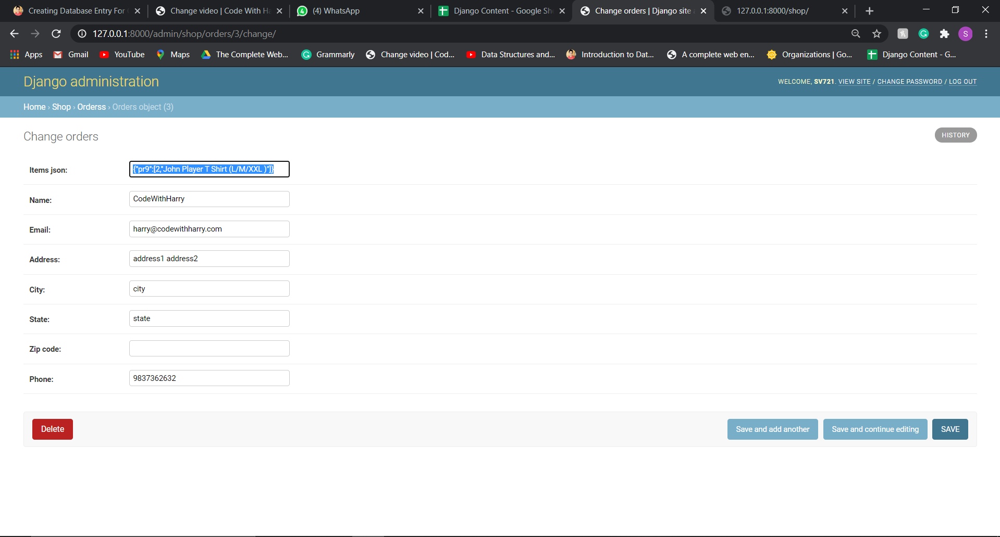 Creating Database Entry For
Change video | Code With Ha
(4) WhatsApp
Django Content - Google She
Change orders | Django site a
127.0.0.1:8000/shop/
127.0.0.1:8000/admin/shop/orders/3/change/
S
Apps
Gmail
YouTube
Maps
The Complete Web...
Grammarly
Change video | Cod...
Data Structures and...
Introduction to Dat...
A complete web en...
Organizations | Go...
Django Content - G...
Django administration
WELCOME, SV721. VIEW SITE / CHANGE PASSWORD / LOG OUT
Home › Shop › Orderss › Orders object (3)
Change orders
HISTORY
Items json:
{"pr9":[2,"John Player T Shirt (L/M/XXL )"]}
Name:
CodeWithHarry
Email:
harry@codewithharry.com
Address:
address1 address2
City:
city
State:
state
Zip code:
Phone:
9837362632
Delete
Save and add another
Save and continue editing
SAVE